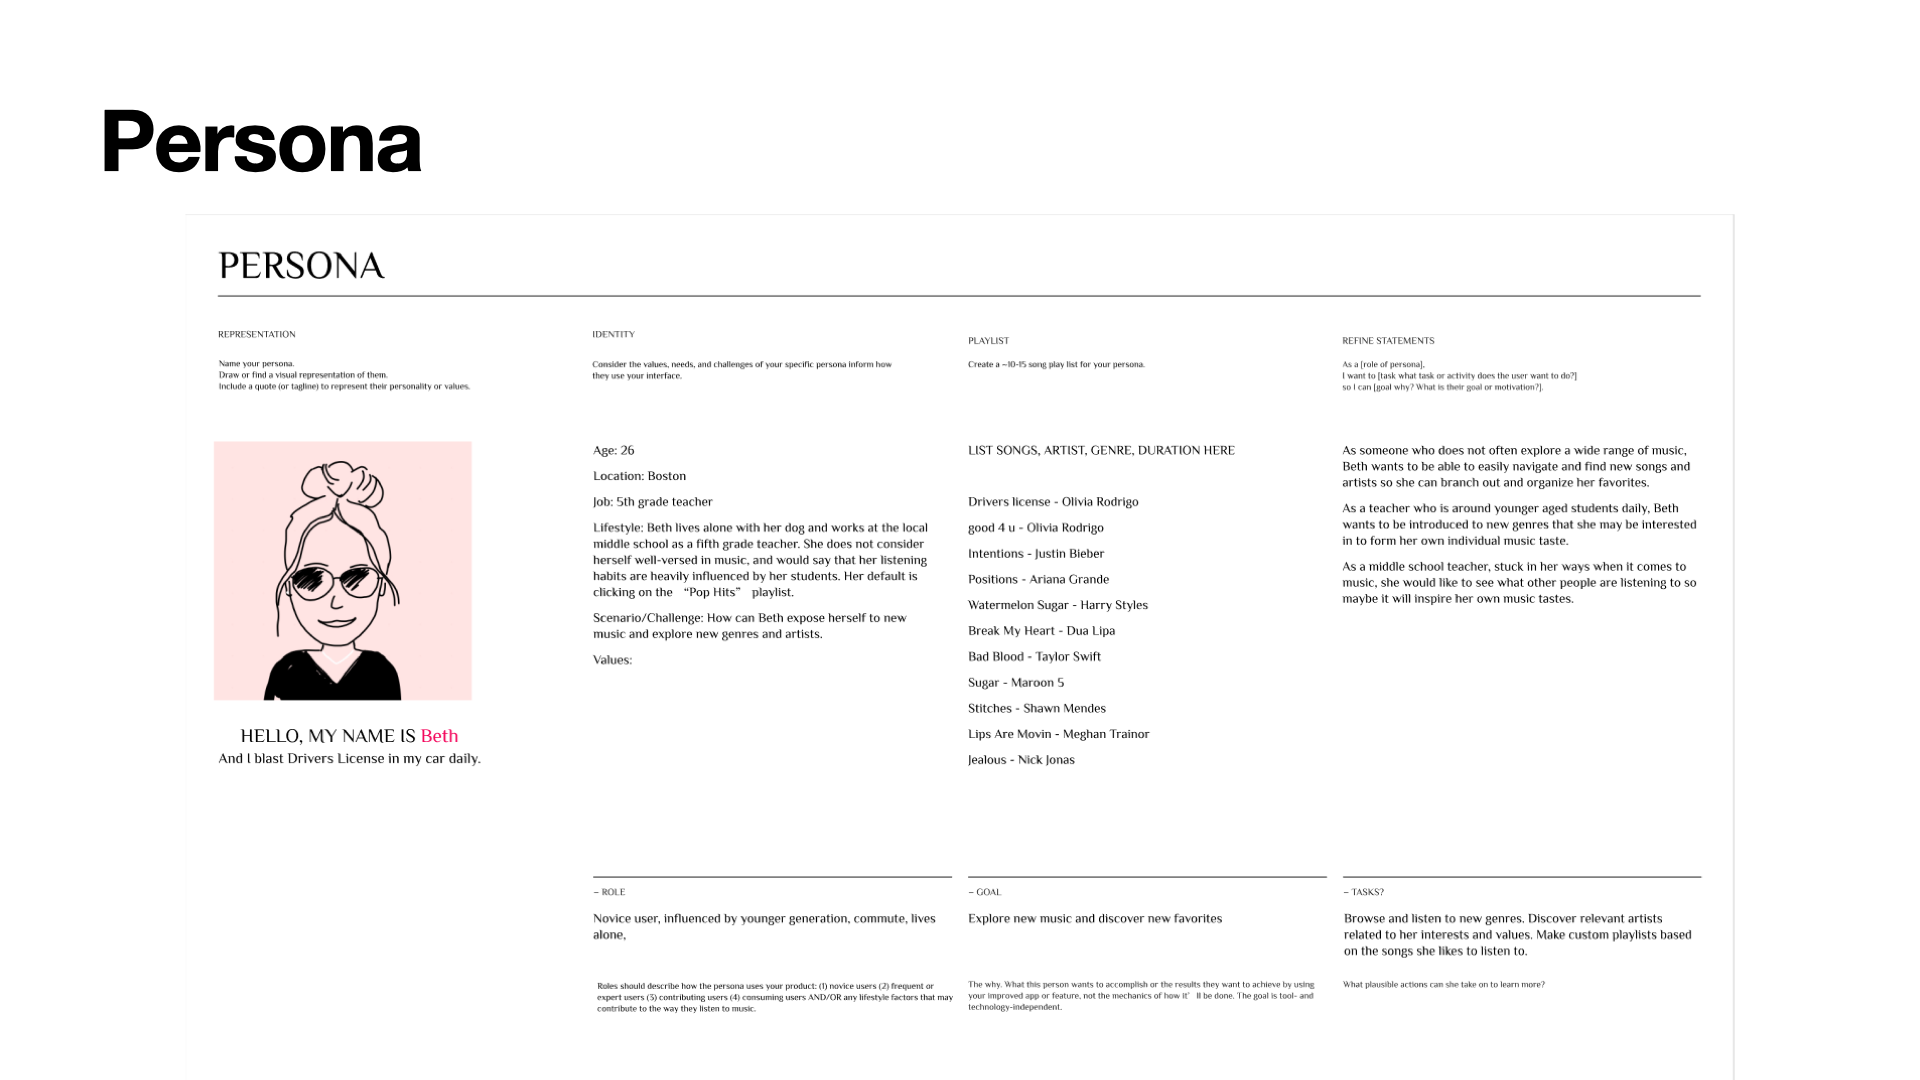 Persona
PERSONA
REPRESENTATION
Name your persona.
Draw or find a visual representation of them.
Include a quote (or tagline) to represent their personality or values.
HELLO, MY NAME IS Beth
And I blast Drivers License in my car daily.
IDENTITY
Consider the values, needs, and challenges of your specific persona inform how
they use your interface.
Age: 26
Location: Boston
Job: 5th grade teacher
Lifestyle: Beth lives alone with her dog and works at the local
middle school as a fifth grade teacher. She does not consider
herself well-versed in music, and would say that her listening
habits are heavily influenced by her students. Her default is
clicking on the “Pop Hits” playlist.
Scenario/Challenge: How can Beth expose herself to new
music and explore new genres and artists.
Values:
PLAYLIST
Create a ~10-15 song play list for your persona.
LIST SONGS, ARTIST, GENRE, DURATION HERE
Drivers license - Olivia Rodrigo
good 4 u - Olivia Rodrigo
Intentions - Justin Bieber
Positions - Ariana Grande
Watermelon Sugar - Harry Styles
Break My Heart - Dua Lipa
Bad Blood - Taylor Swift
Sugar - Maroon 5
Stitches - Shawn Mendes
Lips Are Movin - Meghan Trainor
Jealous - Nick Jonas
REFINE STATEMENTS
As a [role of persona],
I want to [task what task or activity does the user want to do?]
so I can [goal why? What is their goal or motivation?].
As someone who does not often explore a wide range of music,
Beth wants to be able to easily navigate and find new songs and
artists so she can branch out and organize her favorites.
As a teacher who is around younger aged students daily, Beth
wants to be introduced to new genres that she may be interested
in to form her own individual music taste.
As a middle school teacher, stuck in her ways when it comes to
music, she would like to see what other people are listening to so
maybe it will inspire her own music tastes.
– ROLE
Novice user, influenced by younger generation, commute, lives
alone,
Roles should describe how the persona uses your product: (1) novice users (2) frequent or
expert users (3) contributing users (4) consuming users AND/OR any lifestyle factors that may
contribute to the way they listen to music.
– GOAL
Explore new music and discover new favorites
The why. What this person wants to accomplish or the results they want to achieve by using
your improved app or feature, not the mechanics of how it’ ll be done. The goal is tool- and
technology-independent.
– TASKS?
Browse and listen to new genres. Discover relevant artists
related to her interests and values. Make custom playlists based
on the songs she likes to listen to.
What plausible actions can she take on to learn more?